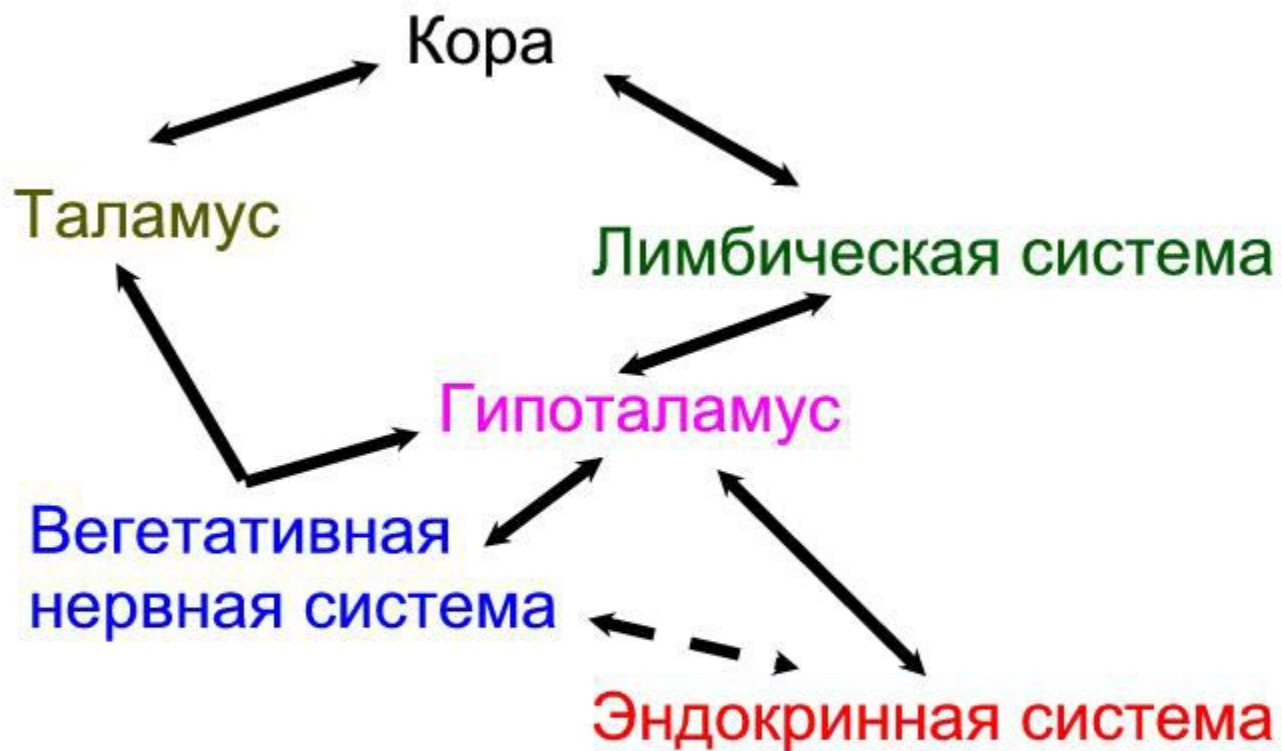 Кора
Таламус
Лимбическая система
Гипоталамус
Вегетативная
нервная система
Эндокринная система